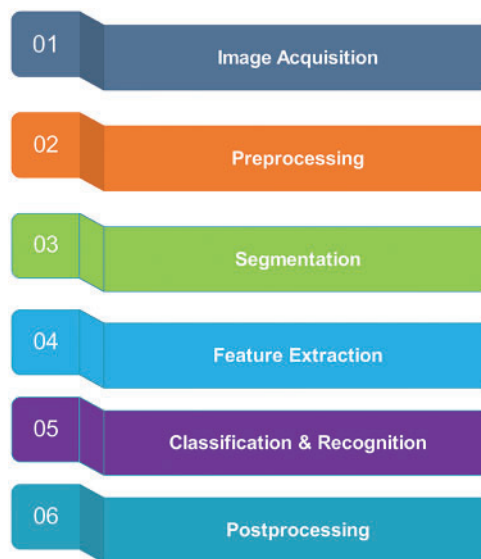 01
Image Acquisition
02
Preprocessing
03
Segmentation
04
Feature Extraction
05
Classification & Recognition
06
Postprocessing